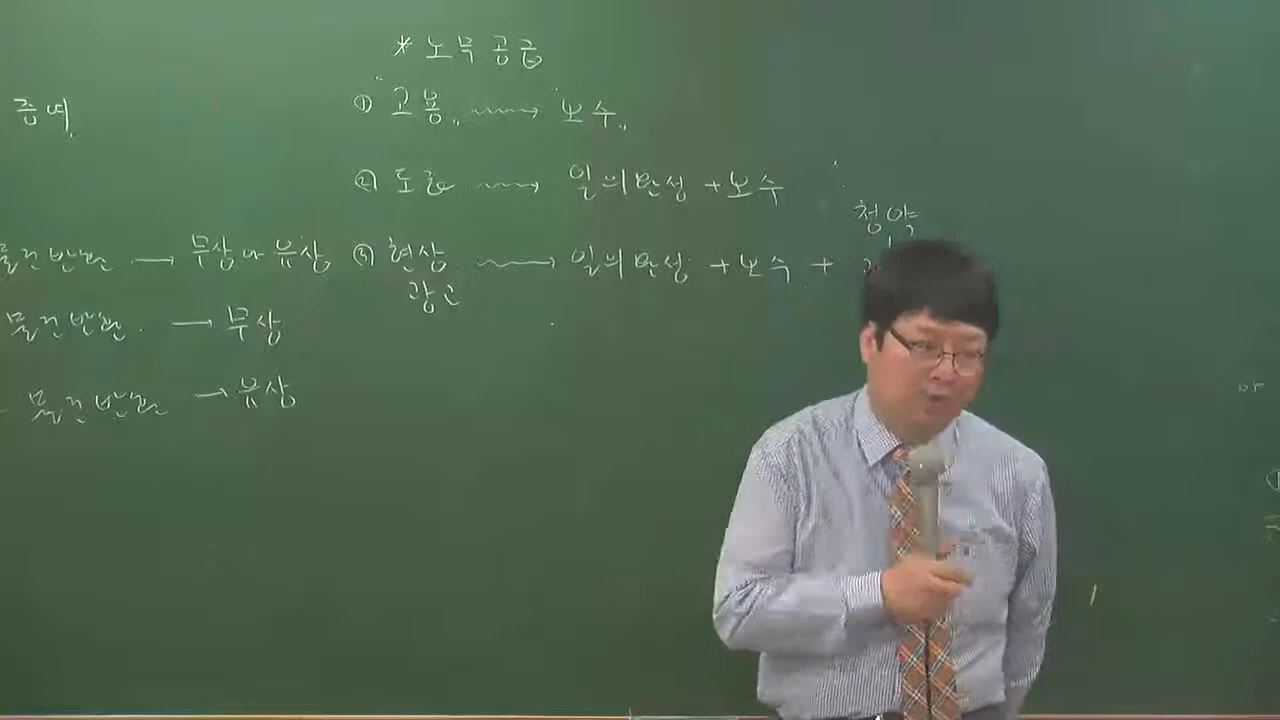 * 노무 공급
증여
① 고용 → 보수
② 도급 → 일의 완성 + 보수
청약
물건 반환 → 무상 or 유상
③ 현상 → 일의 완성 + 보수 +
광고
물건 반환 → 무상
물건 반환 → 유상